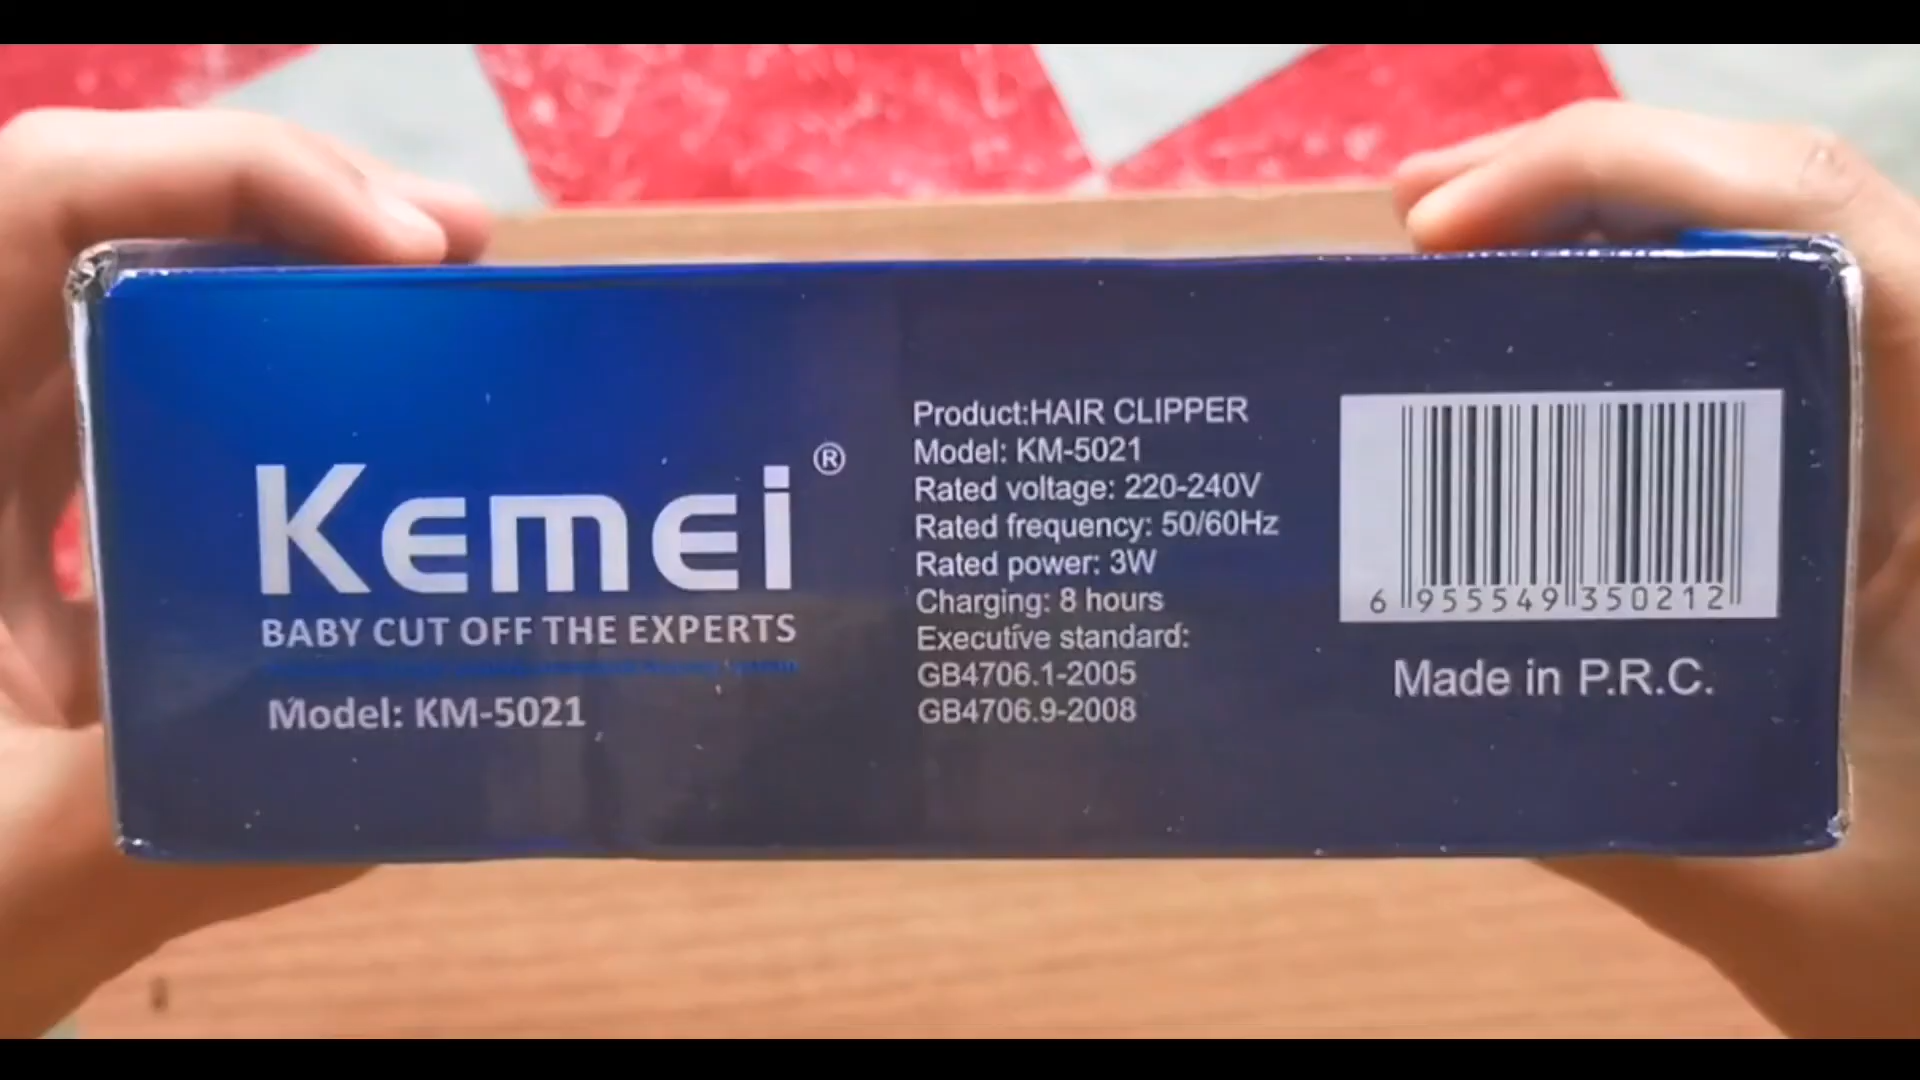 Kemei ®
BABY CUT OFF THE EXPERTS
Model: KM-5021
Product:HAIR CLIPPER
Model: KM-5021
Rated voltage: 220-240V
Rated frequency: 50/60Hz
Rated power: 3W
Charging: 8 hours
Executive standard:
GB4706.1-2005
GB4706.9-2008
6 955549 350212
Made in P.R.C.